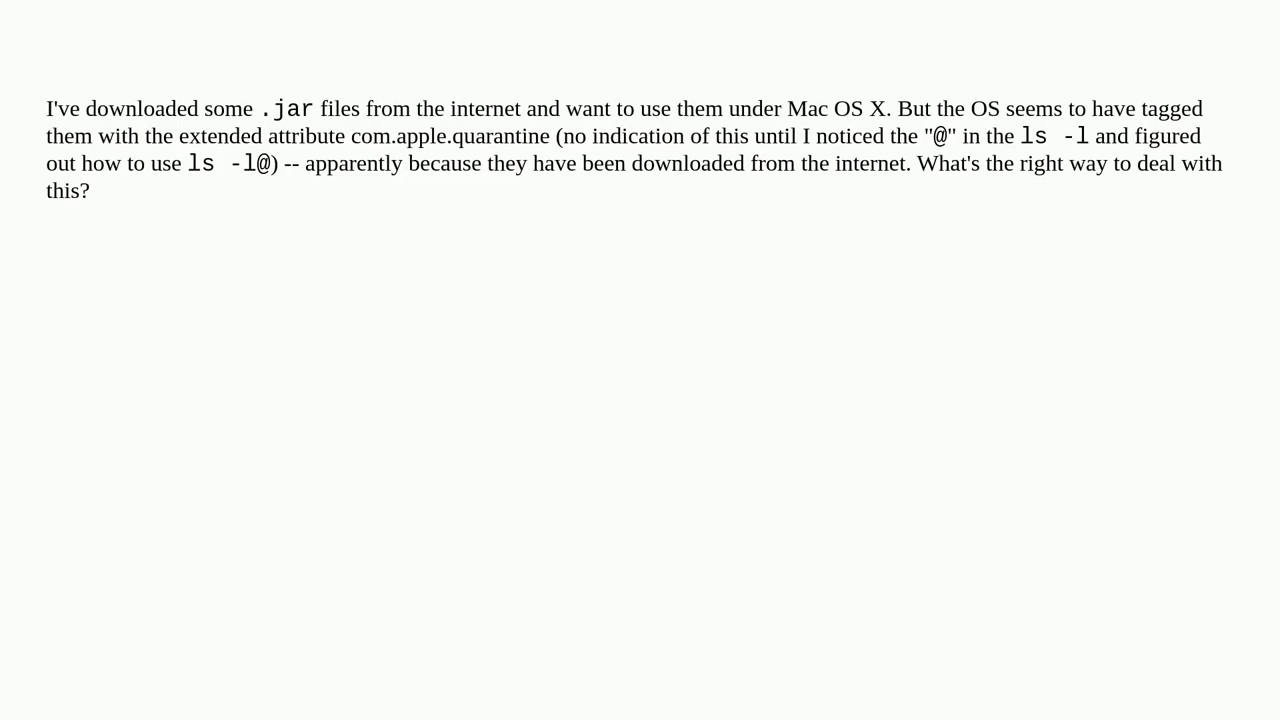 I've downloaded some .jar files from the internet and want to use them under Mac OS X. But the OS seems to have tagged
them with the extended attribute com.apple.quarantine (no indication of this until I noticed the "@" in the ls -l and figured
out how to use ls -l@) -- apparently because they have been downloaded from the internet. What's the right way to deal with
this?